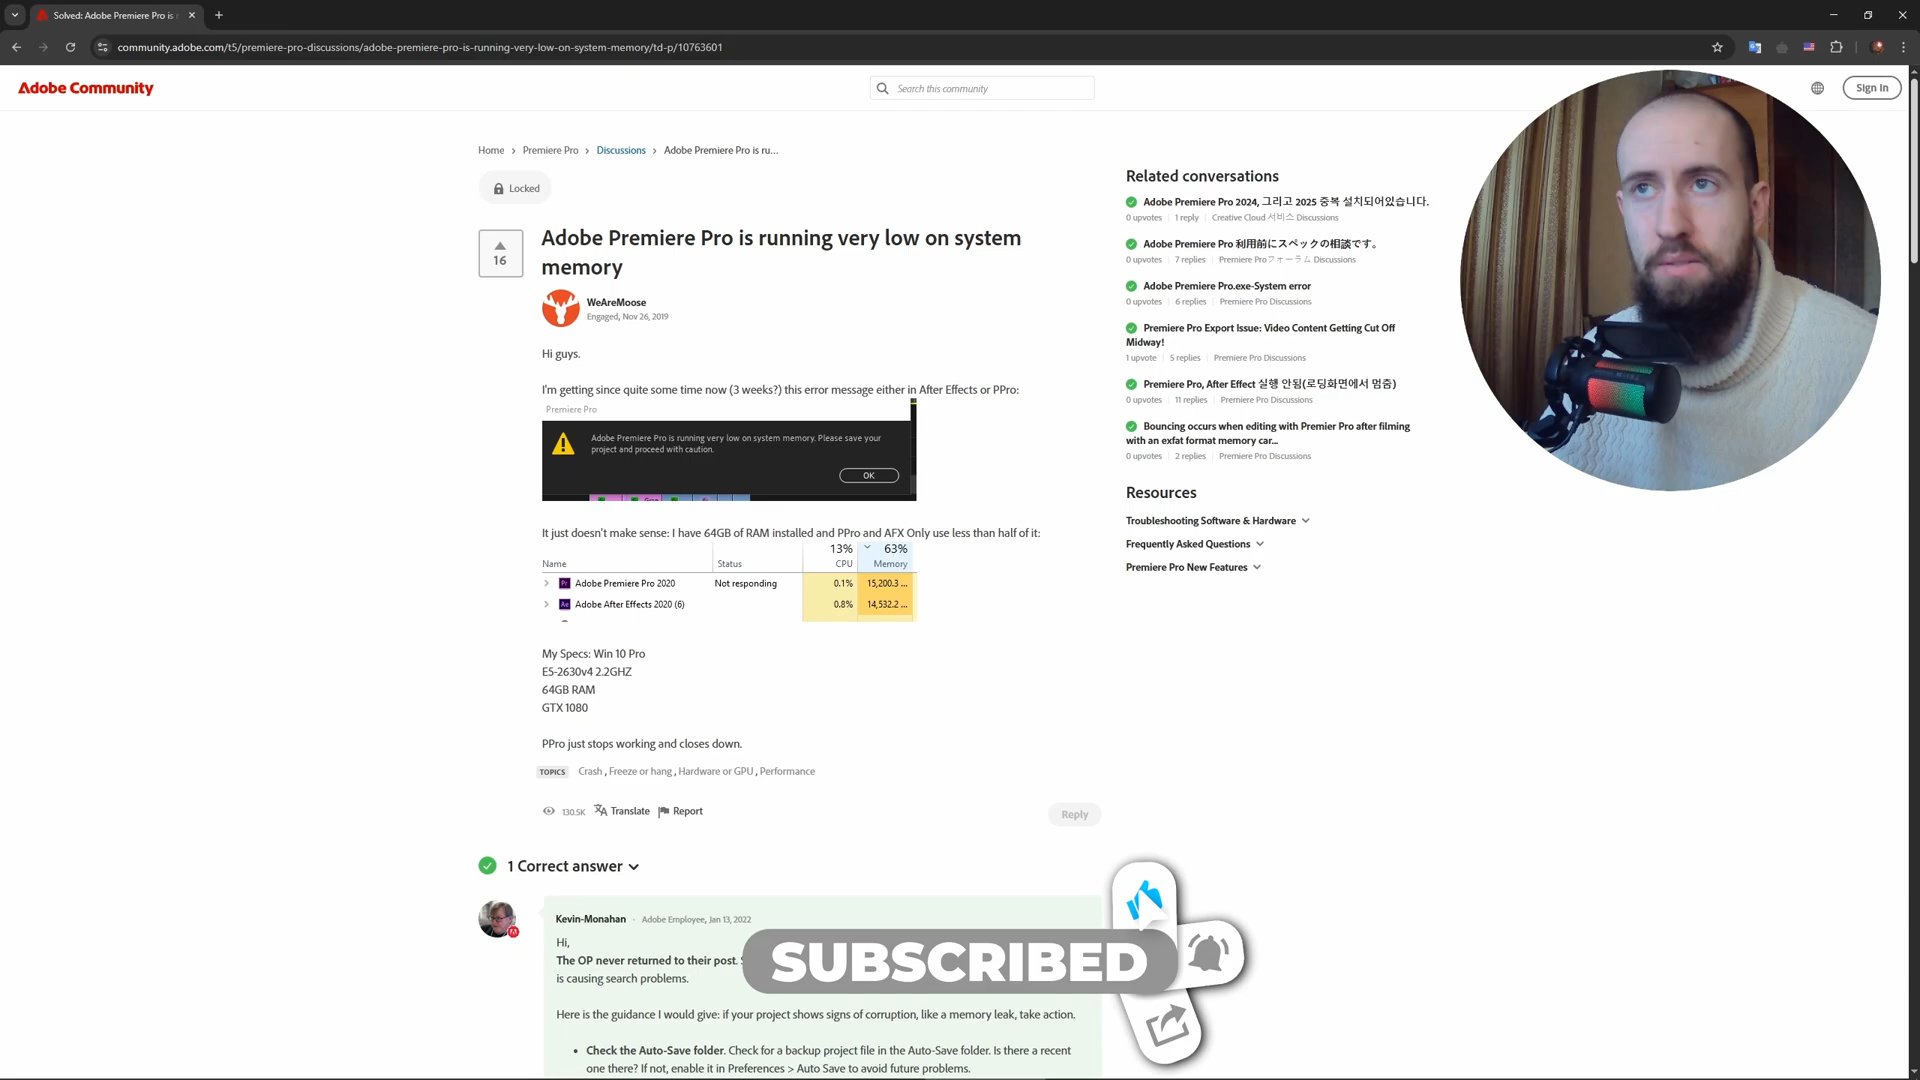 Solved: Adobe Premiere Pro is
community.adobe.com/t5/premiere-pro-discussions/adobe-premiere-pro-is-running-very-low-on-system-memory/td-p/10763601
Adobe Community
Search this community
Sign In
Home > Premiere Pro > Discussions > Adobe Premiere Pro is ru...
Locked
16
Adobe Premiere Pro is running very low on system
memory
WeAreMoose
Engaged, Nov 26, 2019
Hi guys.
I'm getting since quite some time now (3 weeks?) this error message either in After Effects or PPro:
Premiere Pro
Adobe Premiere Pro is running very low on system memory. Please save your
project and proceed with caution.
OK
It just doesn't make sense: I have 64GB of RAM installed and PPro and AFX Only use less than half of it:
13% 63%
Name Status CPU Memory
Adobe Premiere Pro 2020 Not responding 0.1% 15,200.3 ...
Adobe After Effects 2020 (6) 0.8% 14,532.2 ...
My Specs: Win 10 Pro
E5-2630v4 2.2GHZ
64GB RAM
GTX 1080
PPro just stops working and closes down.
TOPICS Crash , Freeze or hang , Hardware or GPU , Performance
130.5K Translate Report
Reply
1 Correct answer
Kevin-Monahan · Adobe Employee, Jan 13, 2022
Hi,
The OP never returned to their post.
is causing search problems.
Here is the guidance I would give: if your project shows signs of corruption, like a memory leak, take action.
• Check the Auto-Save folder. Check for a backup project file in the Auto-Save folder. Is there a recent
one there? If not, enable it in Preferences > Auto Save to avoid future problems.
SUBSCRIBED
Related conversations
Adobe Premiere Pro 2024, 그리고 2025 중복 설치되어있습니다.
0 upvotes | 1 reply | Creative Cloud 서비스 Discussions
Adobe Premiere Pro 利用前にスペックの相談です。
0 upvotes | 7 replies | Premiere Proフォーラム Discussions
Adobe Premiere Pro.exe-System error
0 upvotes | 6 replies | Premiere Pro Discussions
Premiere Pro Export Issue: Video Content Getting Cut Off
Midway!
1 upvote | 5 replies | Premiere Pro Discussions
Premiere Pro, After Effect 실행 안됨(로딩화면에서 멈춤)
0 upvotes | 11 replies | Premiere Pro Discussions
Bouncing occurs when editing with Premier Pro after filming
with an exfat format memory car...
0 upvotes | 2 replies | Premiere Pro Discussions
Resources
Troubleshooting Software & Hardware
Frequently Asked Questions
Premiere Pro New Features